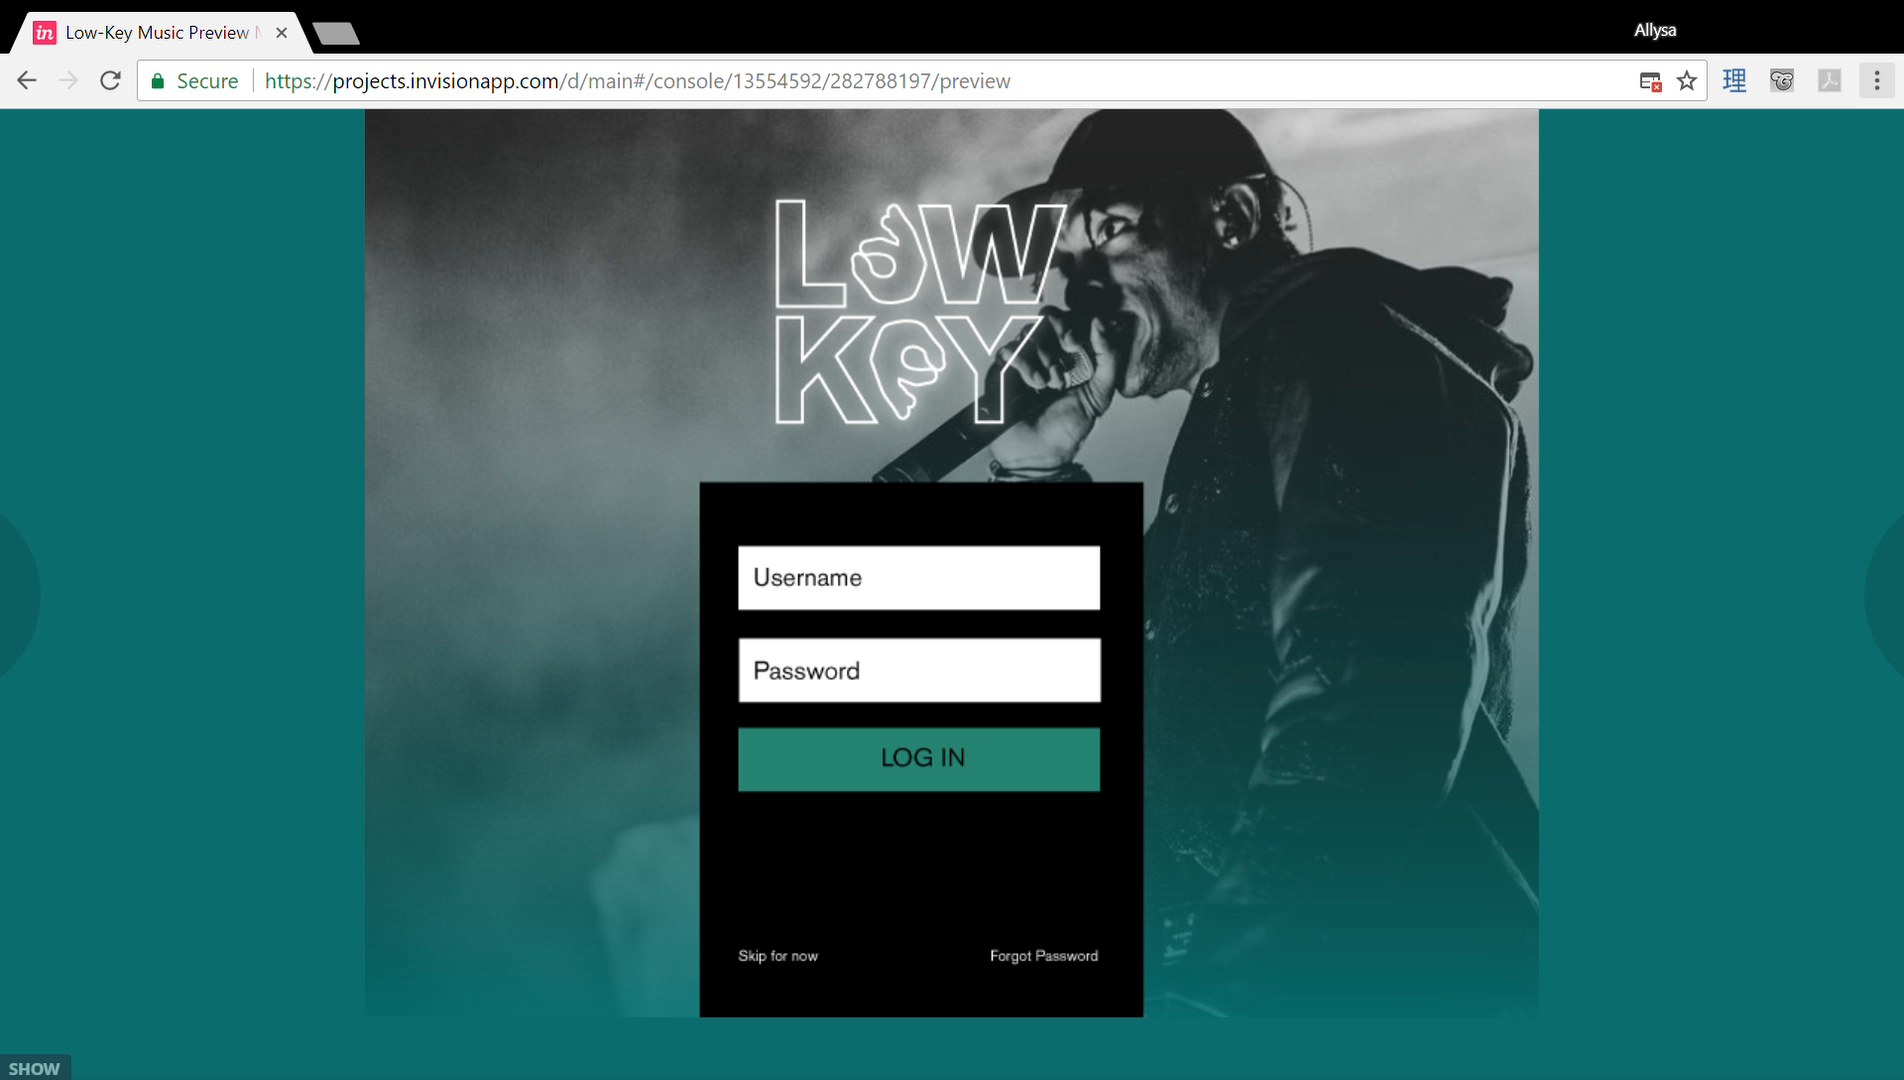 in Low-Key Music Preview
Allysa
Secure https://projects.invisionapp.com/d/main#/console/13554592/282788197/preview 理
LOW
KEY
Username
Password
LOG IN
Skip for now Forgot Password
SHOW